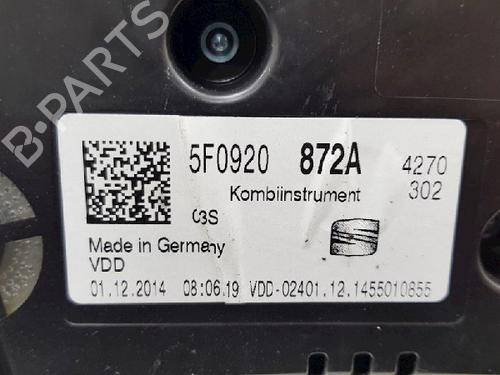 B-PARTS
5F0920 872A 4270
Kombiinstrument 302
03S
Made in Germany
VDD
01.12.2014 08:06.19 VDD-02401.12.1455010855